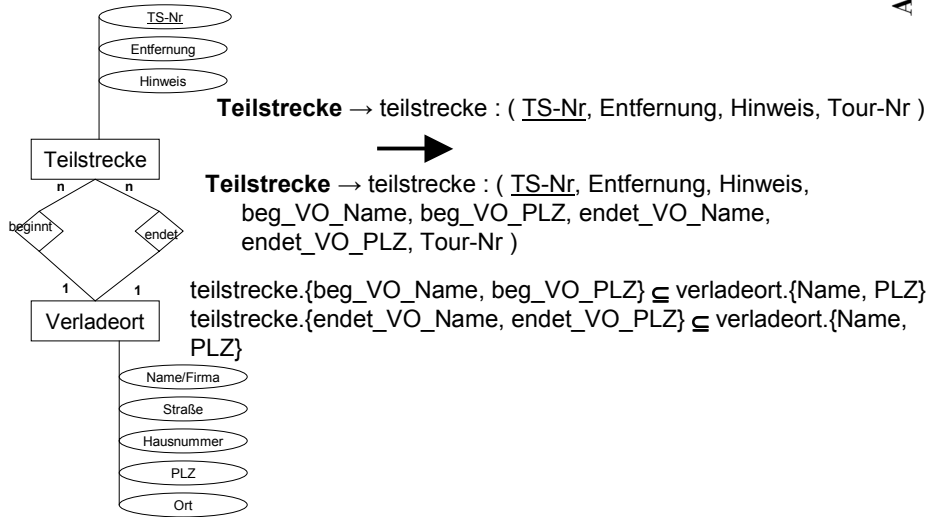 TS-Nr
Entfernung
Hinweis
Teilstrecke → teilstrecke : ( TS-Nr, Entfernung, Hinweis, Tour-Nr )
Teilstrecke
n n
beginnt endet
1 1
Verladeort
Teilstrecke → teilstrecke : ( TS-Nr, Entfernung, Hinweis,
beg_VO_Name, beg_VO_PLZ, endet_VO_Name,
endet_VO_PLZ, Tour-Nr )
teilstrecke.{beg_VO_Name, beg_VO_PLZ} ⊆ verladeort.{Name, PLZ}
teilstrecke.{endet_VO_Name, endet_VO_PLZ} ⊆ verladeort.{Name,
PLZ}
Name/Firma
Straße
Hausnummer
PLZ
Ort